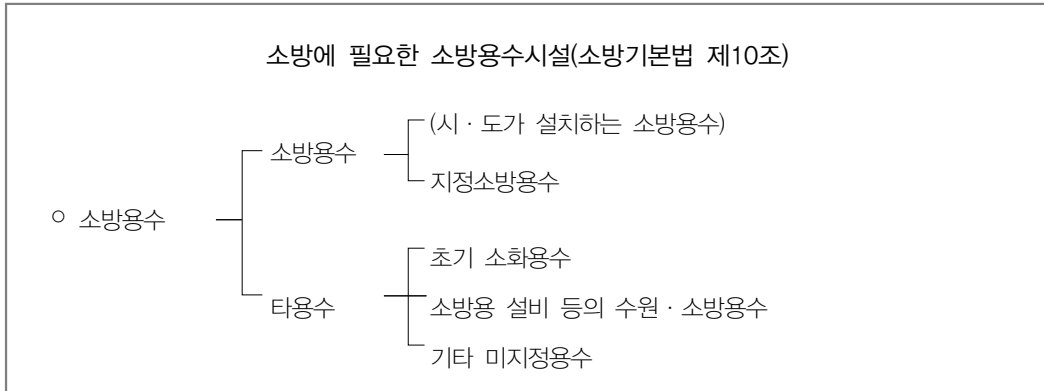 소방에 필요한 소방용수시설(소방기본법 제10조)
(시 · 도가 설치하는 소방용수)
소방용수
지정소방용수
○ 소방용수
초기 소화용수
타용수
소방용 설비 등의 수원 · 소방용수
기타 미지정용수